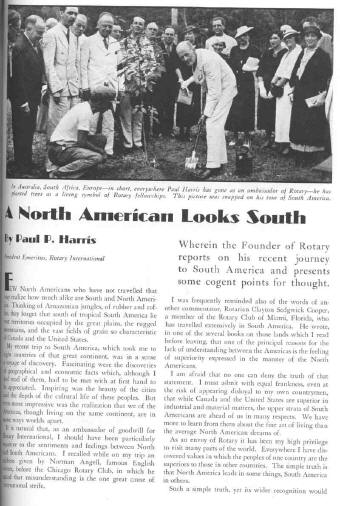 In Australia, South Africa, Europe—in short, everywhere Paul Harris has gone as an ambassador of Rotary—he has
planted trees as a living symbol of Rotary fellowship. This picture was snapped on his tour of South America.
A North American Looks South
By Paul P. Harris
President Emeritus, Rotary International
FEW North Americans who have not travelled that
realize how much alike are South and North Ameri-
Thinking of Amazonian jungles, of rubber and cof-
they forget that south of tropical South America lie
territories occupied by the great plains, the rugged
mountains, and the vast fields of grain so characteristic
of Canada and the United States.
My recent trip to South America, which took me to
countries of that great continent, was in a sense
voyage of discovery. Fascinating were the discoveries
geographical and economic facts which, although I
read of them, had to be met with at first hand to
appreciated. Inspiring was the beauty of the cities
and the depth of the cultural life of these peoples. But
most impressive was the realization that we of the
Americas, though living on the same continent, are in
ways worlds apart.
It is natural that, as an ambassador of goodwill for
Rotary International, I should have been particularly
to the sentiments and feelings between North
and South Americans. I recalled while on my trip an
address given by Norman Angell, famous English
before the Chicago Rotary Club, in which he
said that misunderstanding is the one great cause of
international strife.
Wherein the Founder of Rotary
reports on his recent journey
to South America and presents
some cogent points for thought.
I was frequently reminded also of the words of an-
other commentator, Rotarian Clayton Sedgwick Cooper,
a member of the Rotary Club of Miami, Florida, who
has travelled extensively in South America. He wrote,
in one of the several books on those lands which I read
before leaving, that one of the principal reasons for the
lack of understanding between the Americas is the feeling
of superiority expressed in the manner of the North
Americans.
I am afraid that no one can deny the truth of that
statement. I must admit with equal frankness, even at
the risk of appearing disloyal to my own countrymen,
that while Canada and the United States are superior in
industrial and material matters, the upper strata of South
Americans are ahead of us in many respects. We have
more to learn from them about the fine art of living than
the average North American dreams of.
As an envoy of Rotary it has been my high privilege
to visit many parts of the world. Everywhere I have dis-
covered values in which the peoples of one country are the
superiors to those in other countries. The simple truth is
that North America leads in some things, South America
in others.
Such a simple truth, yet its wider recognition would